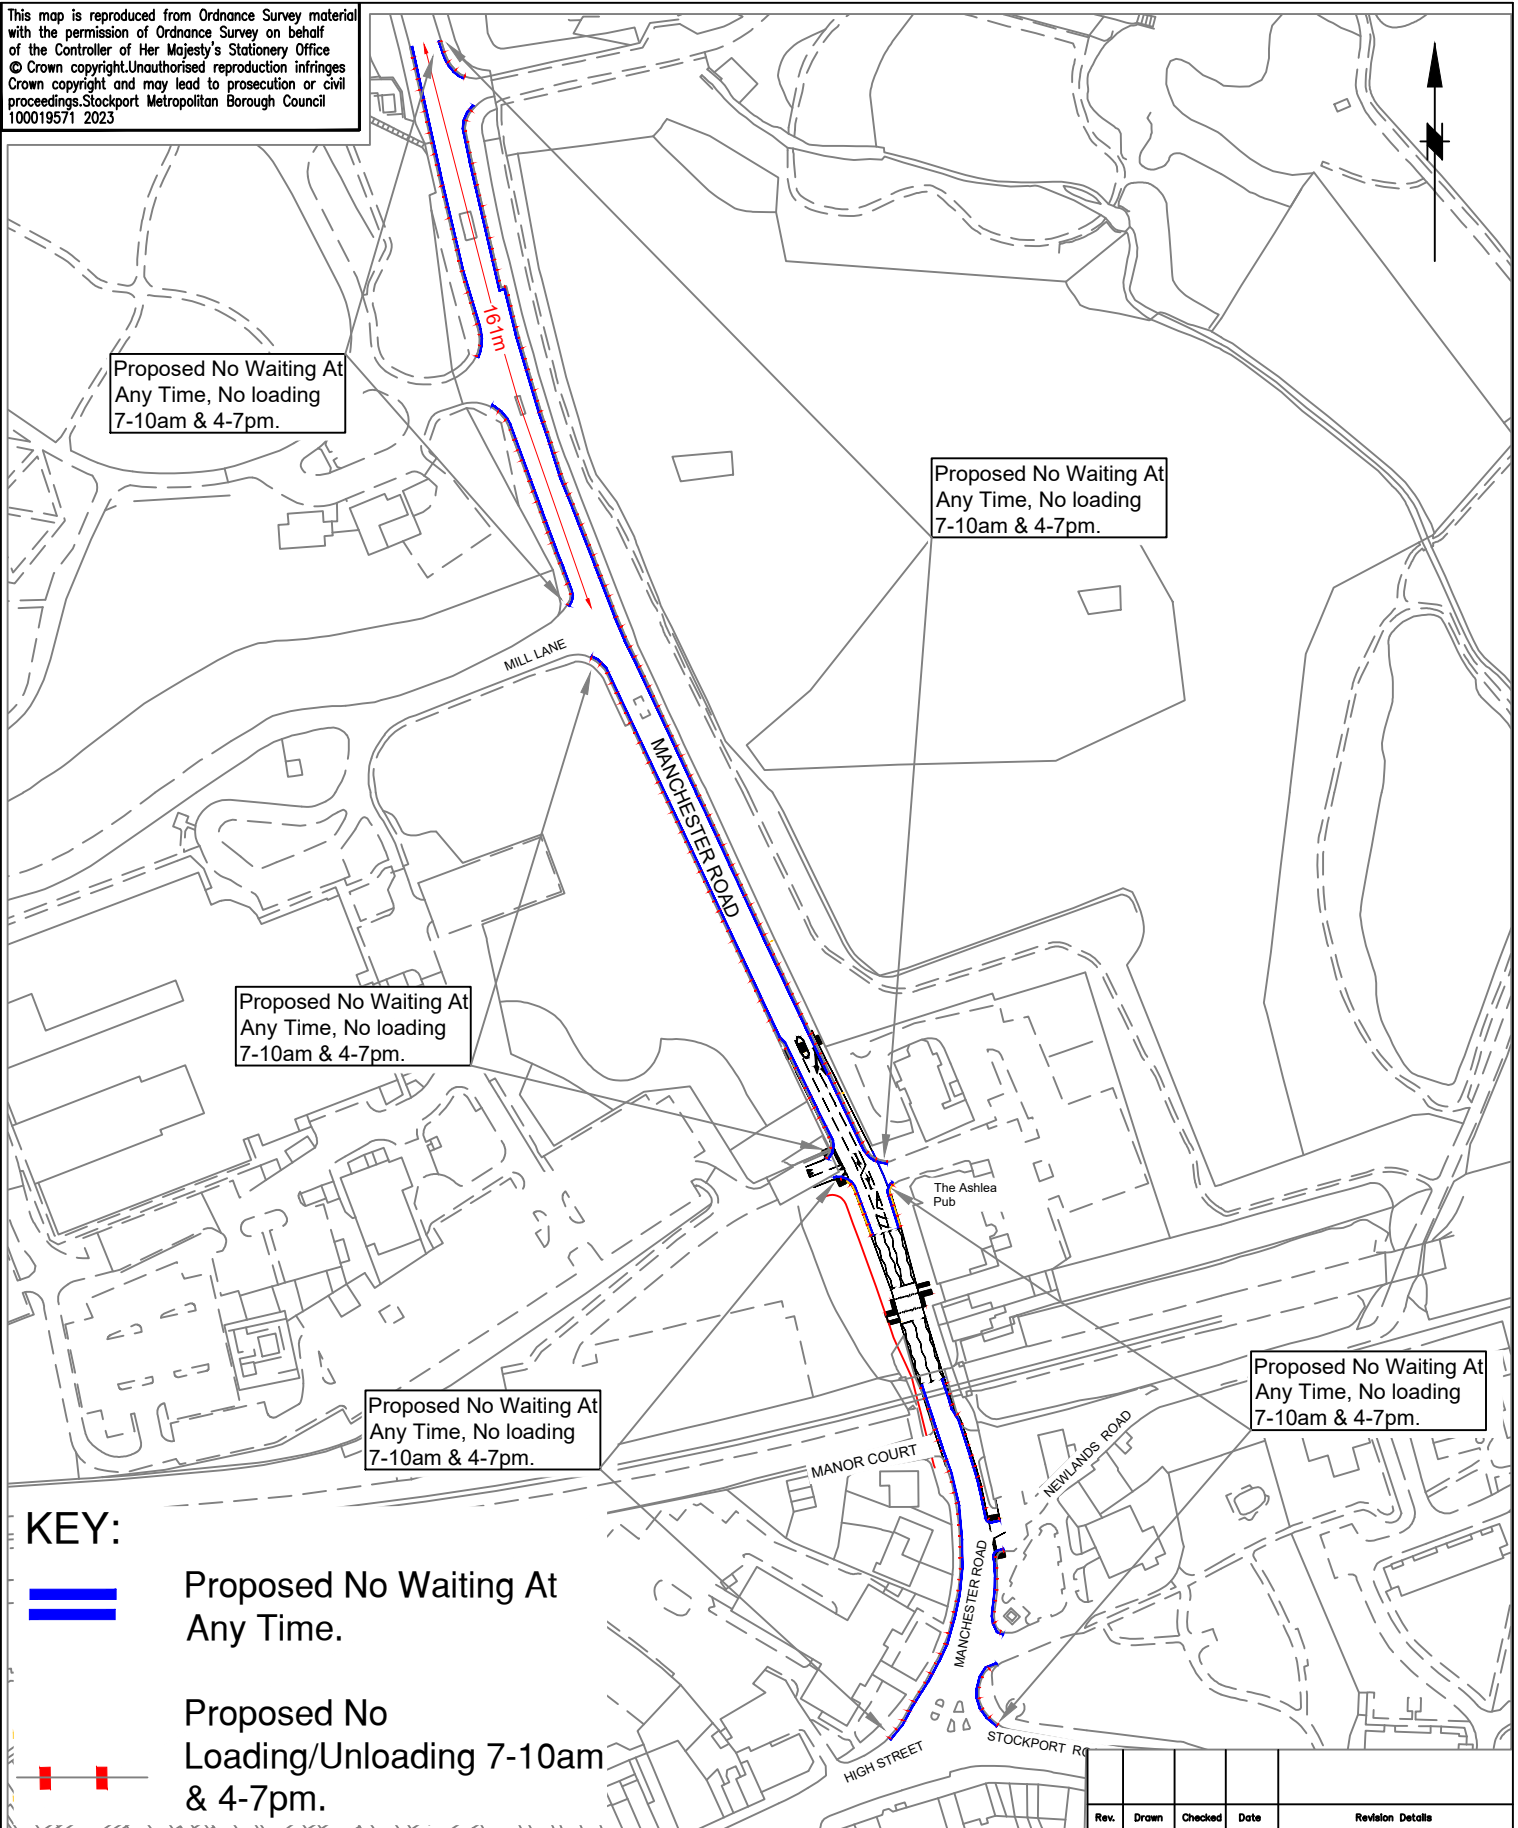 This map is reproduced from Ordnance Survey material
with the permission of Ordnance Survey on behalf
of the Controller of Her Majesty's Stationery Office
© Crown copyright.Unauthorised reproduction infringes
Crown copyright and may lead to prosecution or civil
proceedings.Stockport Metropolitan Borough Council
100019571 2023
161m
Proposed No Waiting At
Any Time, No loading
7-10am & 4-7pm.
Proposed No Waiting At
Any Time, No loading
7-10am & 4-7pm.
MILL LANE
MANCHESTER ROAD
Proposed No Waiting At
Any Time, No loading
7-10am & 4-7pm.
The Ashlea
Pub
Proposed No Waiting At
Any Time, No loading
7-10am & 4-7pm.
Proposed No Waiting At
Any Time, No loading
7-10am & 4-7pm.
MANOR COURT
NEWLANDS ROAD
MANCHESTER ROAD
HIGH STREET
STOCKPORT
KEY:
Proposed No Waiting At
Any Time.
Proposed No
Loading/Unloading 7-10am
& 4-7pm.
Rev. Drawn Checked Date Revision Details